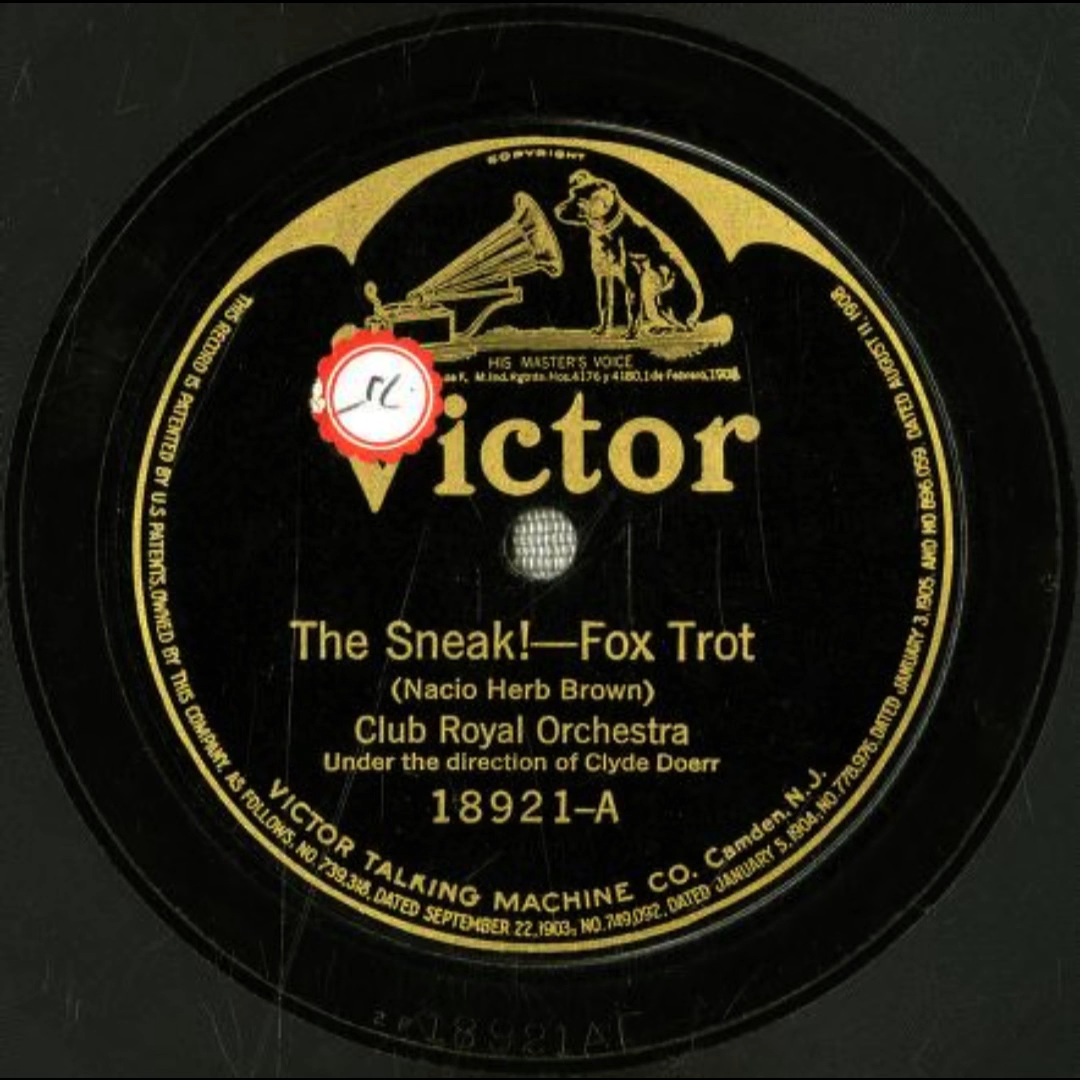 COPYRIGHT
HIS MASTER'S VOICE
M.Ind.Rgtrda.Nos.4176 y 4180,1 de Febrero,1908
Victor
The Sneak!—Fox Trot
(Nacio Herb Brown)
Club Royal Orchestra
Under the direction of Clyde Doerr
18921–A
VICTOR TALKING MACHINE CO. Camden, N.J.
THIS RECORD IS PATENTED BY U.S. PATENTS, OWNED BY THIS COMPANY, AS FOLLOWS, NO. 739,318, DATED SEPTEMBER 22, 1903, NO. 749,092, DATED JANUARY 5, 1904, NO. 778,976, DATED JANUARY 3, 1905, AND NO 896,059, DATED AUGUST 11, 1908
18921A